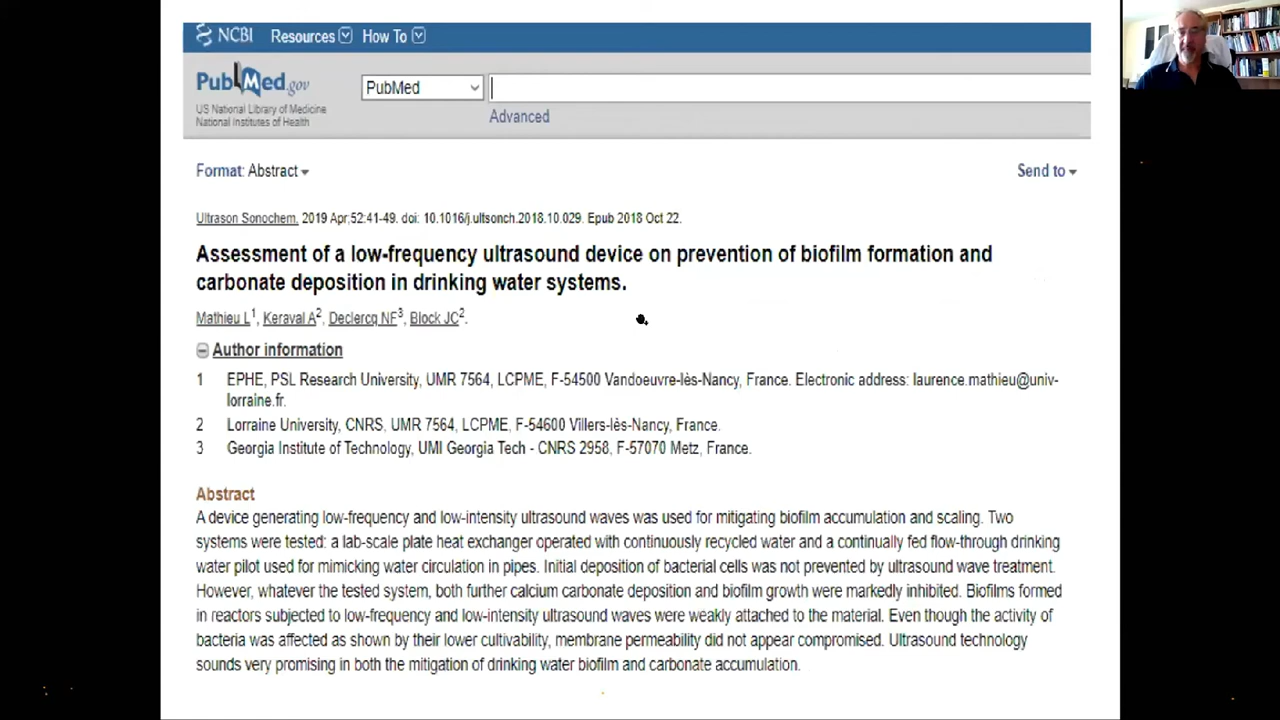 NCBI Resources How To
PubMed.gov
US National Library of Medicine
National Institutes of Health
PubMed
Advanced
Format: Abstract
Send to
Ultrason Sonochem. 2019 Apr;52:41-49. doi: 10.1016/j.ultsonch.2018.10.029. Epub 2018 Oct 22.
Assessment of a low-frequency ultrasound device on prevention of biofilm formation and
carbonate deposition in drinking water systems.
Mathieu L1, Keraval A2, Declercq NF3, Block JC2.
Author information
1 EPHE, PSL Research University, UMR 7564, LCPME, F-54500 Vandoeuvre-lès-Nancy, France. Electronic address: laurence.mathieu@univ-
lorraine.fr.
2 Lorraine University, CNRS, UMR 7564, LCPME, F-54600 Villers-lès-Nancy, France.
3 Georgia Institute of Technology, UMI Georgia Tech - CNRS 2958, F-57070 Metz, France.
Abstract
A device generating low-frequency and low-intensity ultrasound waves was used for mitigating biofilm accumulation and scaling. Two
systems were tested: a lab-scale plate heat exchanger operated with continuously recycled water and a continually fed flow-through drinking
water pilot used for mimicking water circulation in pipes. Initial deposition of bacterial cells was not prevented by ultrasound wave treatment.
However, whatever the tested system, both further calcium carbonate deposition and biofilm growth were markedly inhibited. Biofilms formed
in reactors subjected to low-frequency and low-intensity ultrasound waves were weakly attached to the material. Even though the activity of
bacteria was affected as shown by their lower cultivability, membrane permeability did not appear compromised. Ultrasound technology
sounds very promising in both the mitigation of drinking water biofilm and carbonate accumulation.